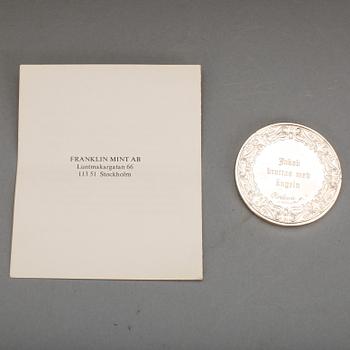 FRANKLIN MINT AB
Luntmakargatan 66
113 51 Stockholm
Jakob
brottas med
ängeln